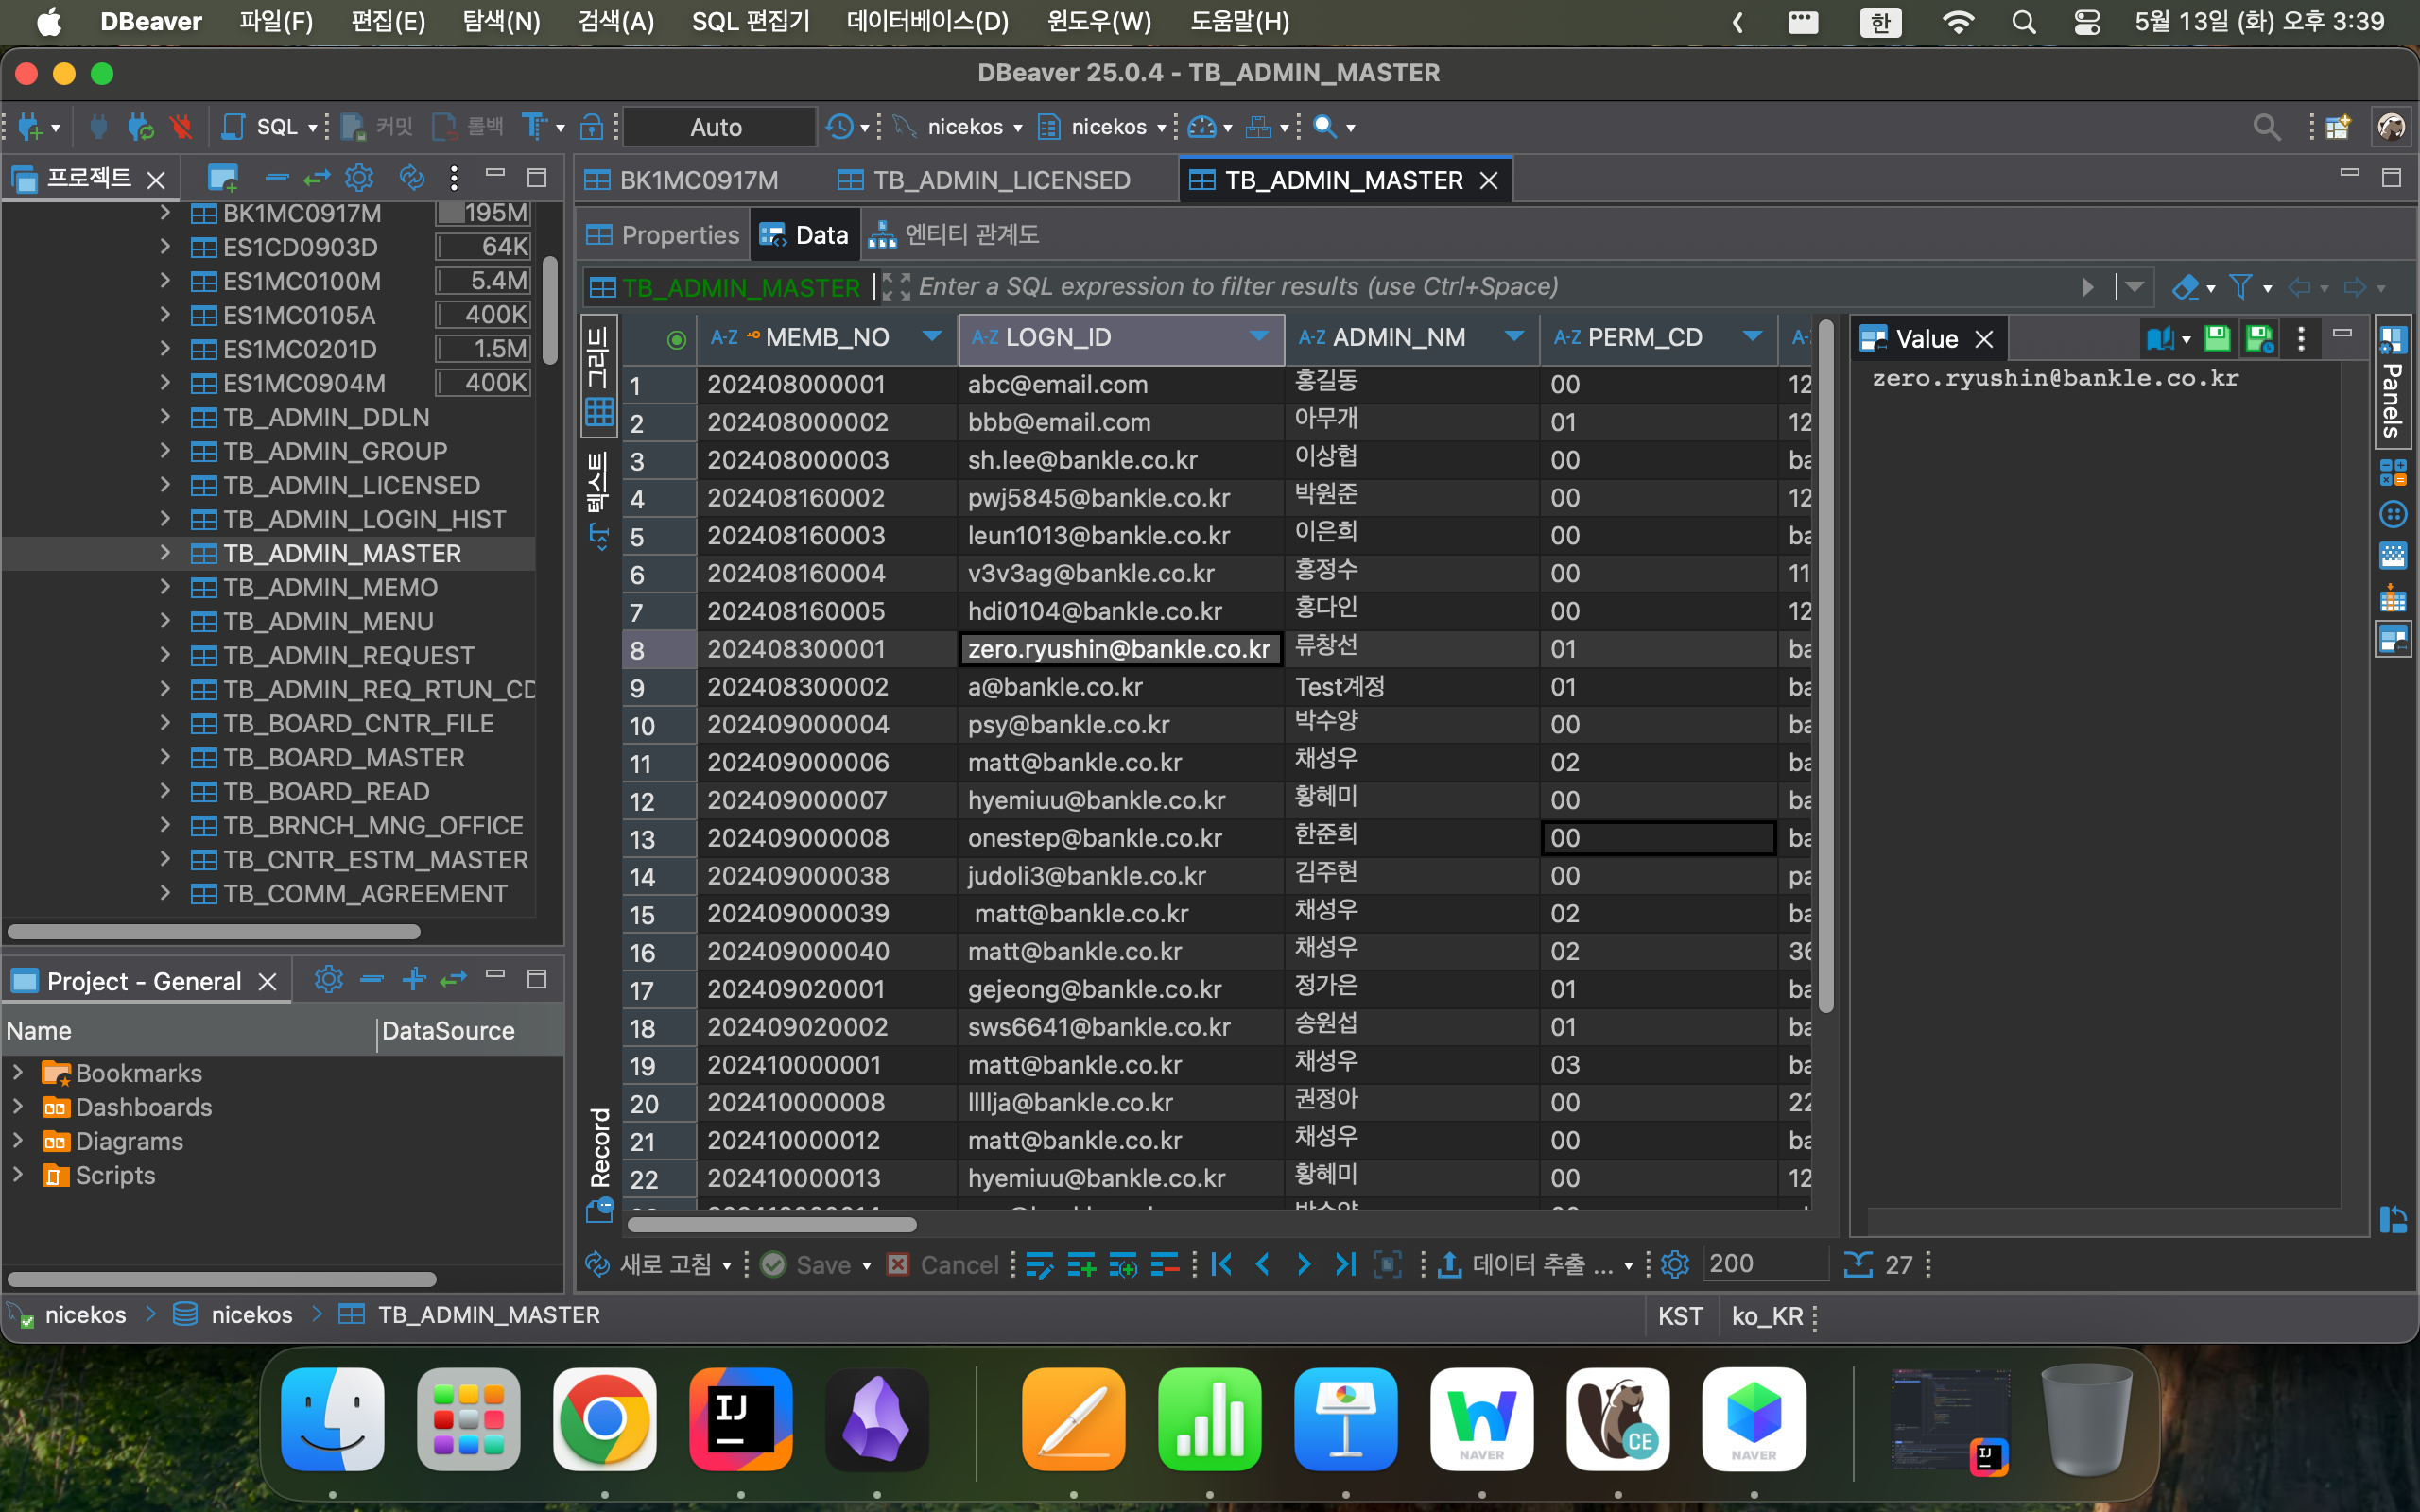 DBeaver 파일(F) 편집(E) 탐색(N) 검색(A) SQL 편집기 데이터베이스(D) 윈도우(W) 도움말(H) 한 5월 13일 (화) 오후 3:39
DBeaver 25.0.4 - TB_ADMIN_MASTER
SQL 커밋 롤백 Auto nicekos nicekos
프로젝트
BK1MC0917M 195M
ES1CD0903D 64K
ES1MC0100M 5.4M
ES1MC0105A 400K
ES1MC0201D 1.5M
ES1MC0904M 400K
TB_ADMIN_DDLN
TB_ADMIN_GROUP
TB_ADMIN_LICENSED
TB_ADMIN_LOGIN_HIST
TB_ADMIN_MASTER
TB_ADMIN_MEMO
TB_ADMIN_MENU
TB_ADMIN_REQUEST
TB_ADMIN_REQ_RTUN_CD
TB_BOARD_CNTR_FILE
TB_BOARD_MASTER
TB_BOARD_READ
TB_BRNCH_MNG_OFFICE
TB_CNTR_ESTM_MASTER
TB_COMM_AGREEMENT
Project - General
Name DataSource
Bookmarks
Dashboards
Diagrams
Scripts
BK1MC0917M TB_ADMIN_LICENSED TB_ADMIN_MASTER
Properties Data 엔티티 관계도
TB_ADMIN_MASTER Enter a SQL expression to filter results (use Ctrl+Space)
그리드
텍스트
Record
A-Z MEMB_NO A-Z LOGN_ID A-Z ADMIN_NM A-Z PERM_CD A-Z
1 202408000001 abc@email.com 홍길동 00 12
2 202408000002 bbb@email.com 아무개 01 12
3 202408000003 sh.lee@bankle.co.kr 이상협 00 ba
4 202408160002 pwj5845@bankle.co.kr 박원준 00 12
5 202408160003 leun1013@bankle.co.kr 이은희 00 ba
6 202408160004 v3v3ag@bankle.co.kr 홍정수 00 11
7 202408160005 hdi0104@bankle.co.kr 홍다인 00 12
8 202408300001 zero.ryushin@bankle.co.kr 류창선 01 ba
9 202408300002 a@bankle.co.kr Test계정 01 ba
10 202409000004 psy@bankle.co.kr 박수양 00 ba
11 202409000006 matt@bankle.co.kr 채성우 02 ba
12 202409000007 hyemiuu@bankle.co.kr 황혜미 00 ba
13 202409000008 onestep@bankle.co.kr 한준희 00 ba
14 202409000038 judoli3@bankle.co.kr 김주현 00 pa
15 202409000039 matt@bankle.co.kr 채성우 02 ba
16 202409000040 matt@bankle.co.kr 채성우 02 36
17 202409020001 gejeong@bankle.co.kr 정가은 01 ba
18 202409020002 sws6641@bankle.co.kr 송원섭 01 ba
19 202410000001 matt@bankle.co.kr 채성우 03 ba
20 202410000008 llllja@bankle.co.kr 권정아 00 22
21 202410000012 matt@bankle.co.kr 채성우 00 ba
22 202410000013 hyemiuu@bankle.co.kr 황혜미 00 12
Value
zero.ryushin@bankle.co.kr
Panels
새로 고침 Save Cancel 데이터 추출 ... 200 27
nicekos nicekos TB_ADMIN_MASTER KST ko_KR
IJ
NAVER
CE
NAVER
IJ